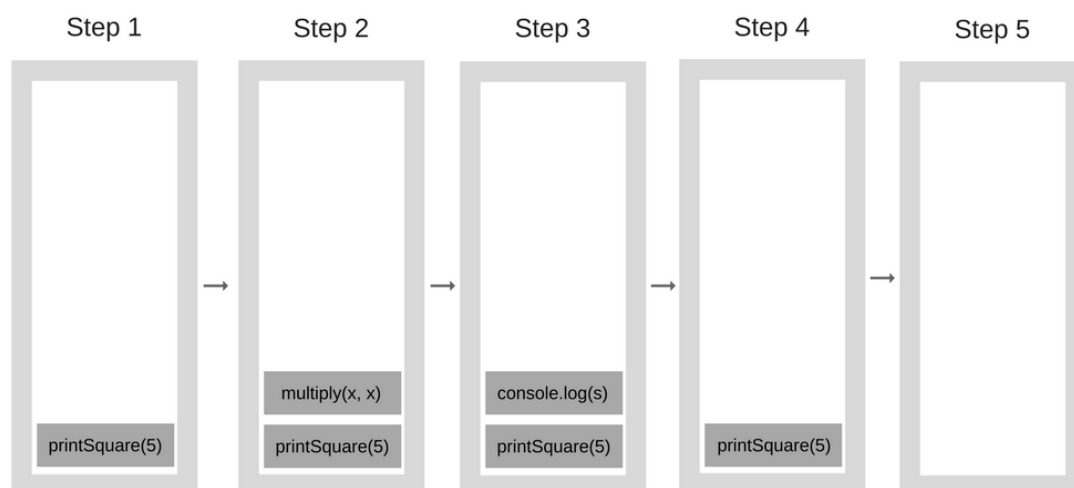 Step 1
Step 2
Step 3
Step 4
Step 5
multiply(x, x)
console.log(s)
printSquare(5)
printSquare(5)
printSquare(5)
printSquare(5)